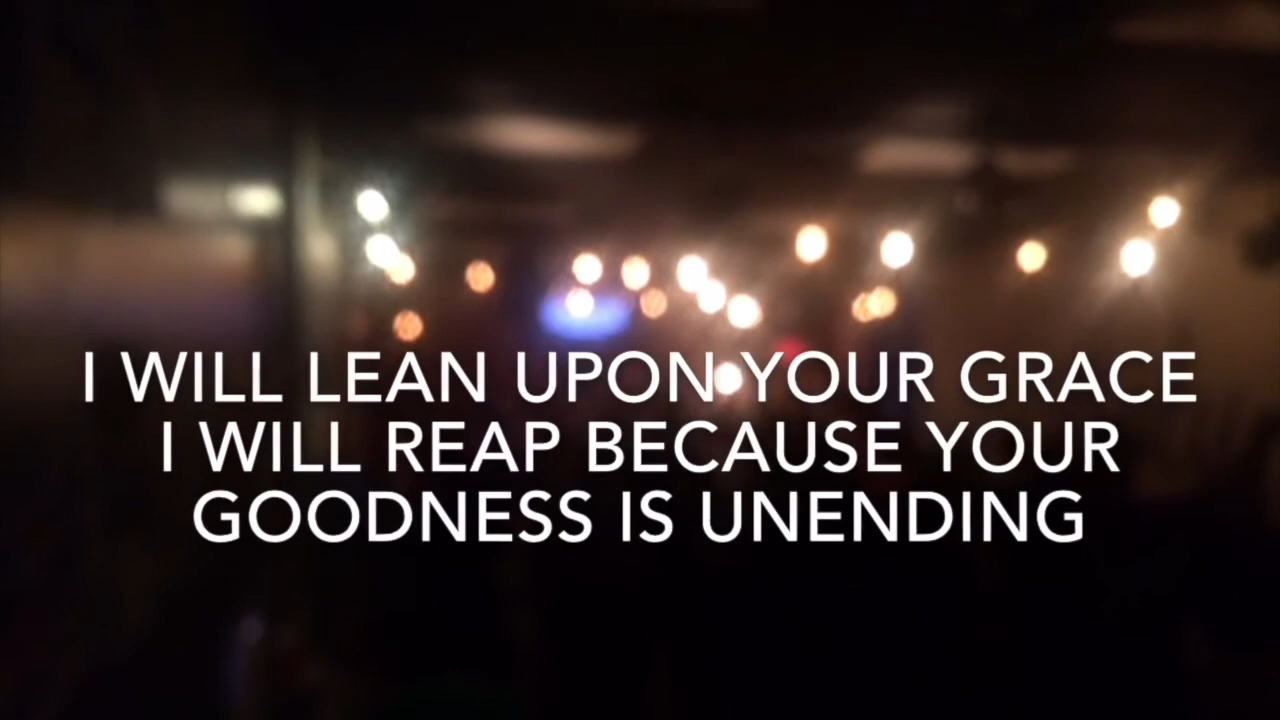 I WILL LEAN UPON YOUR GRACE
I WILL REAP BECAUSE YOUR
GOODNESS IS UNENDING